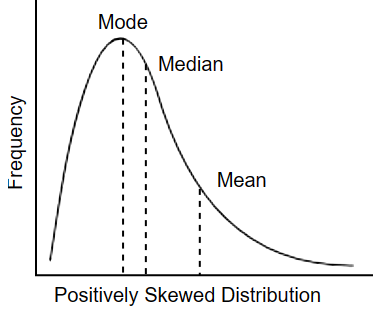 Mode
Median
Mean
Frequency
Positively Skewed Distribution